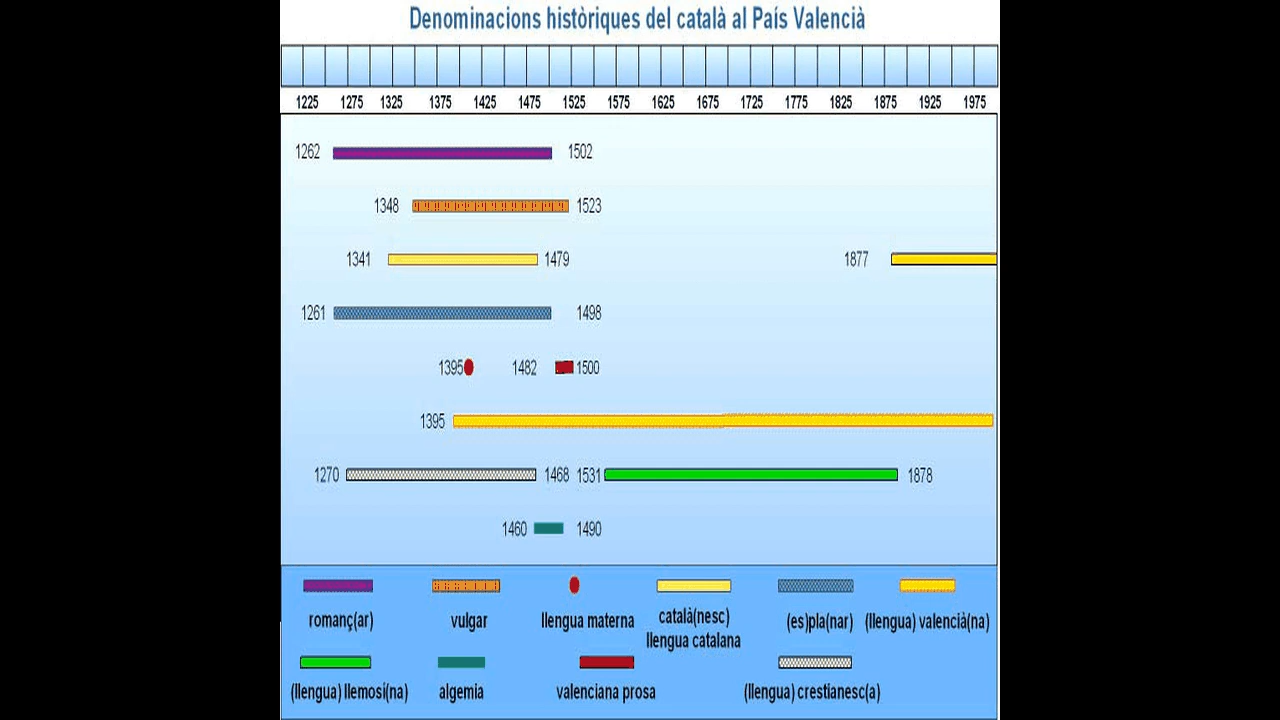 Denominacions històriques del català al País Valencià
1225 1275 1325 1375 1425 1475 1525 1575 1625 1675 1725 1775 1825 1875 1925 1975
1262 1502
1348 1523
1341 1479 1877
1261 1498
1395 1482 1500
1395
1270 1468 1531 1878
1460 1490
romanç(ar) vulgar llengua materna català(nesc) (es)pla(nar) (llengua) valencià(na)
llengua catalana
(llengua) llemosí(na) algemia valenciana prosa (llengua) crestianesc(a)